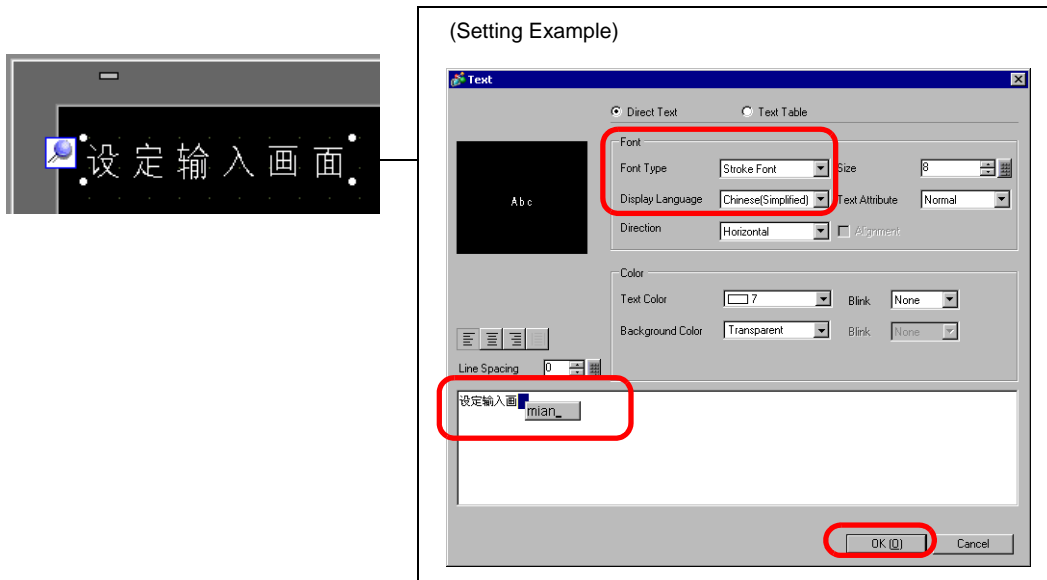 (Setting Example)
设定输入画面
Text
Direct Text Text Table
Font
Font Type Stroke Font Size 8
Display Language Chinese(Simplified) Text Attribute Normal
Direction Horizontal Alignment
Abc
Color
Text Color 7 Blink None
Background Color Transparent Blink None
Line Spacing 0
设定输入画 mian_
OK (O) Cancel